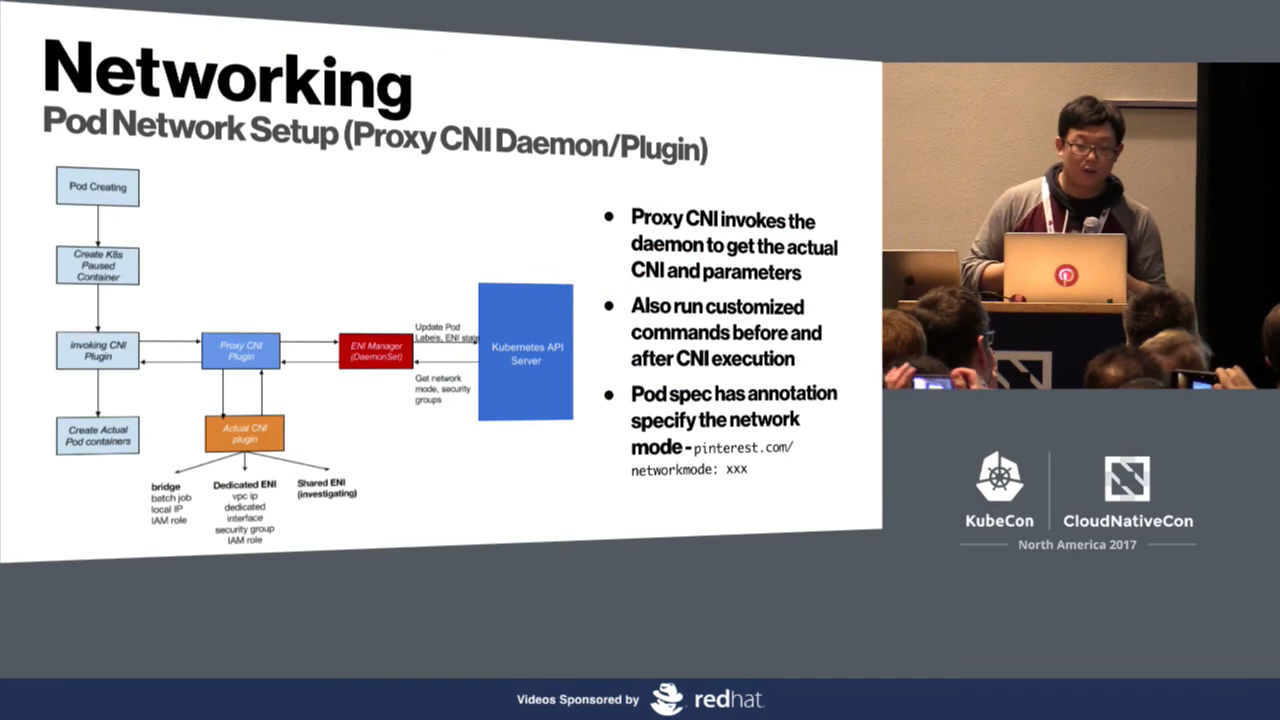 Networking
Pod Network Setup (Proxy CNI Daemon/Plugin)
Pod Creating
Create K8s
Paused
Container
invoking CNI
Plugin
Create Actual
Pod containers
Proxy CNI
Plugin
Actual CNI
plugin
ENI Manager
(DaemonSet)
Update Pod
Labels, ENI state
Get network
mode, security
groups
Kubernetes API
Server
bridge
batch job
local IP
IAM role
Dedicated ENI
vpc ip
dedicated
interface
security group
IAM role
Shared ENI
(investigating)
● Proxy CNI invokes the
daemon to get the actual
CNI and parameters
● Also run customized
commands before and
after CNI execution
● Pod spec has annotation
specify the network
mode - pinterest.com/
networkmode: xxx
KubeCon
CloudNativeCon
North America 2017
Videos Sponsored by
redhat